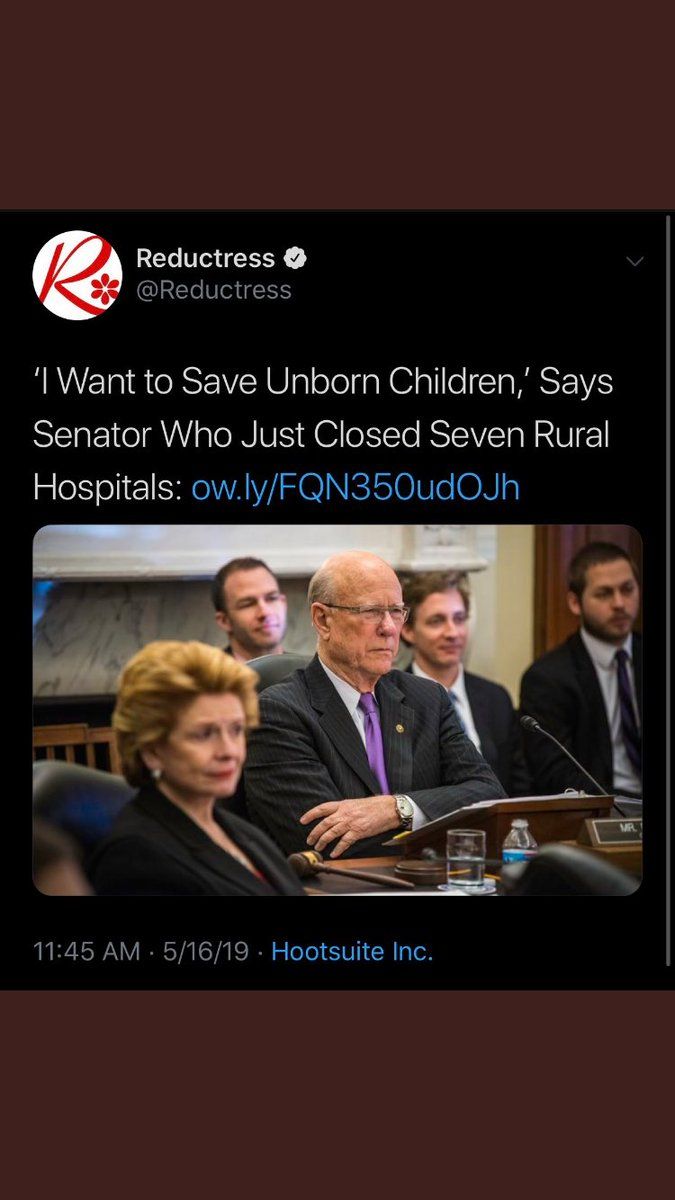 Reductress
@Reductress
‘I Want to Save Unborn Children,’ Says
Senator Who Just Closed Seven Rural
Hospitals: ow.ly/FQN350udOJh
MR.
11:45 AM · 5/16/19 · Hootsuite Inc.